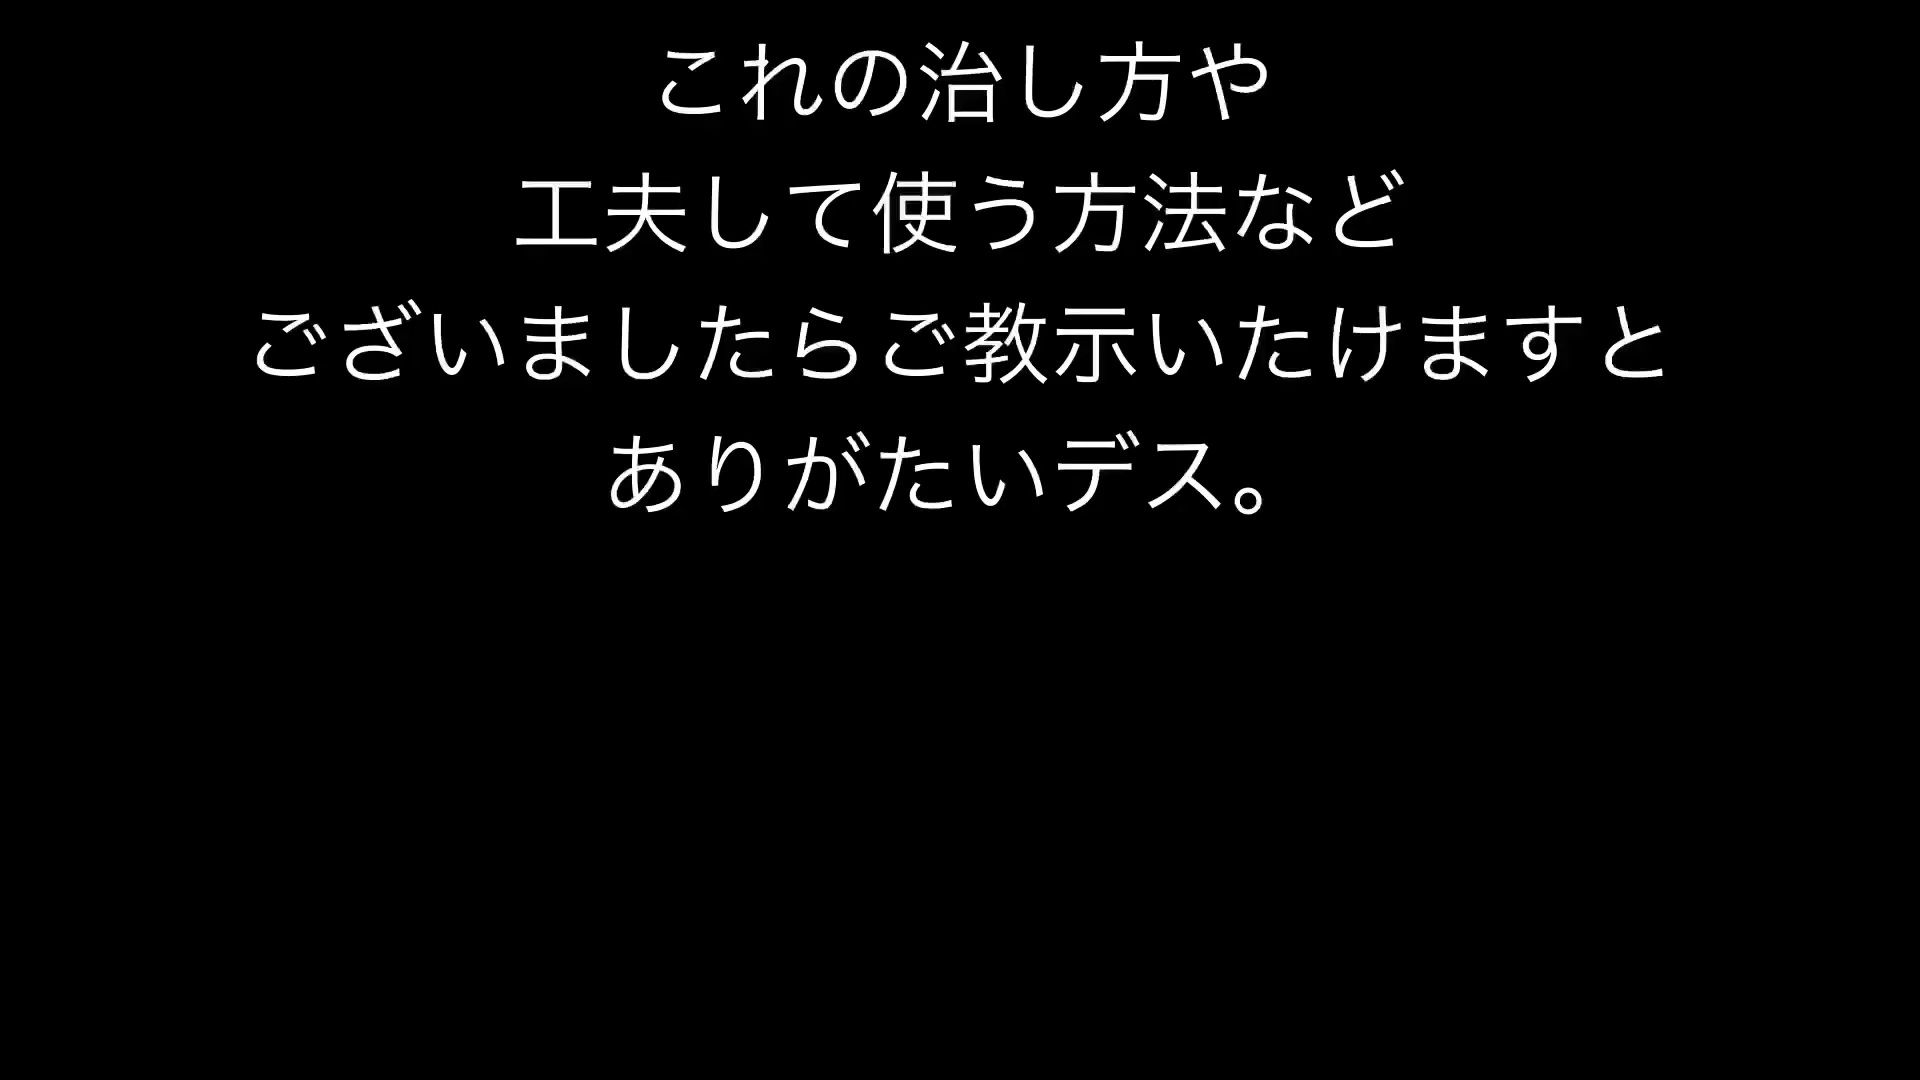 これの治し方や
工夫して使う方法など
ございましたらご教示いたけますと
ありがたいデス。